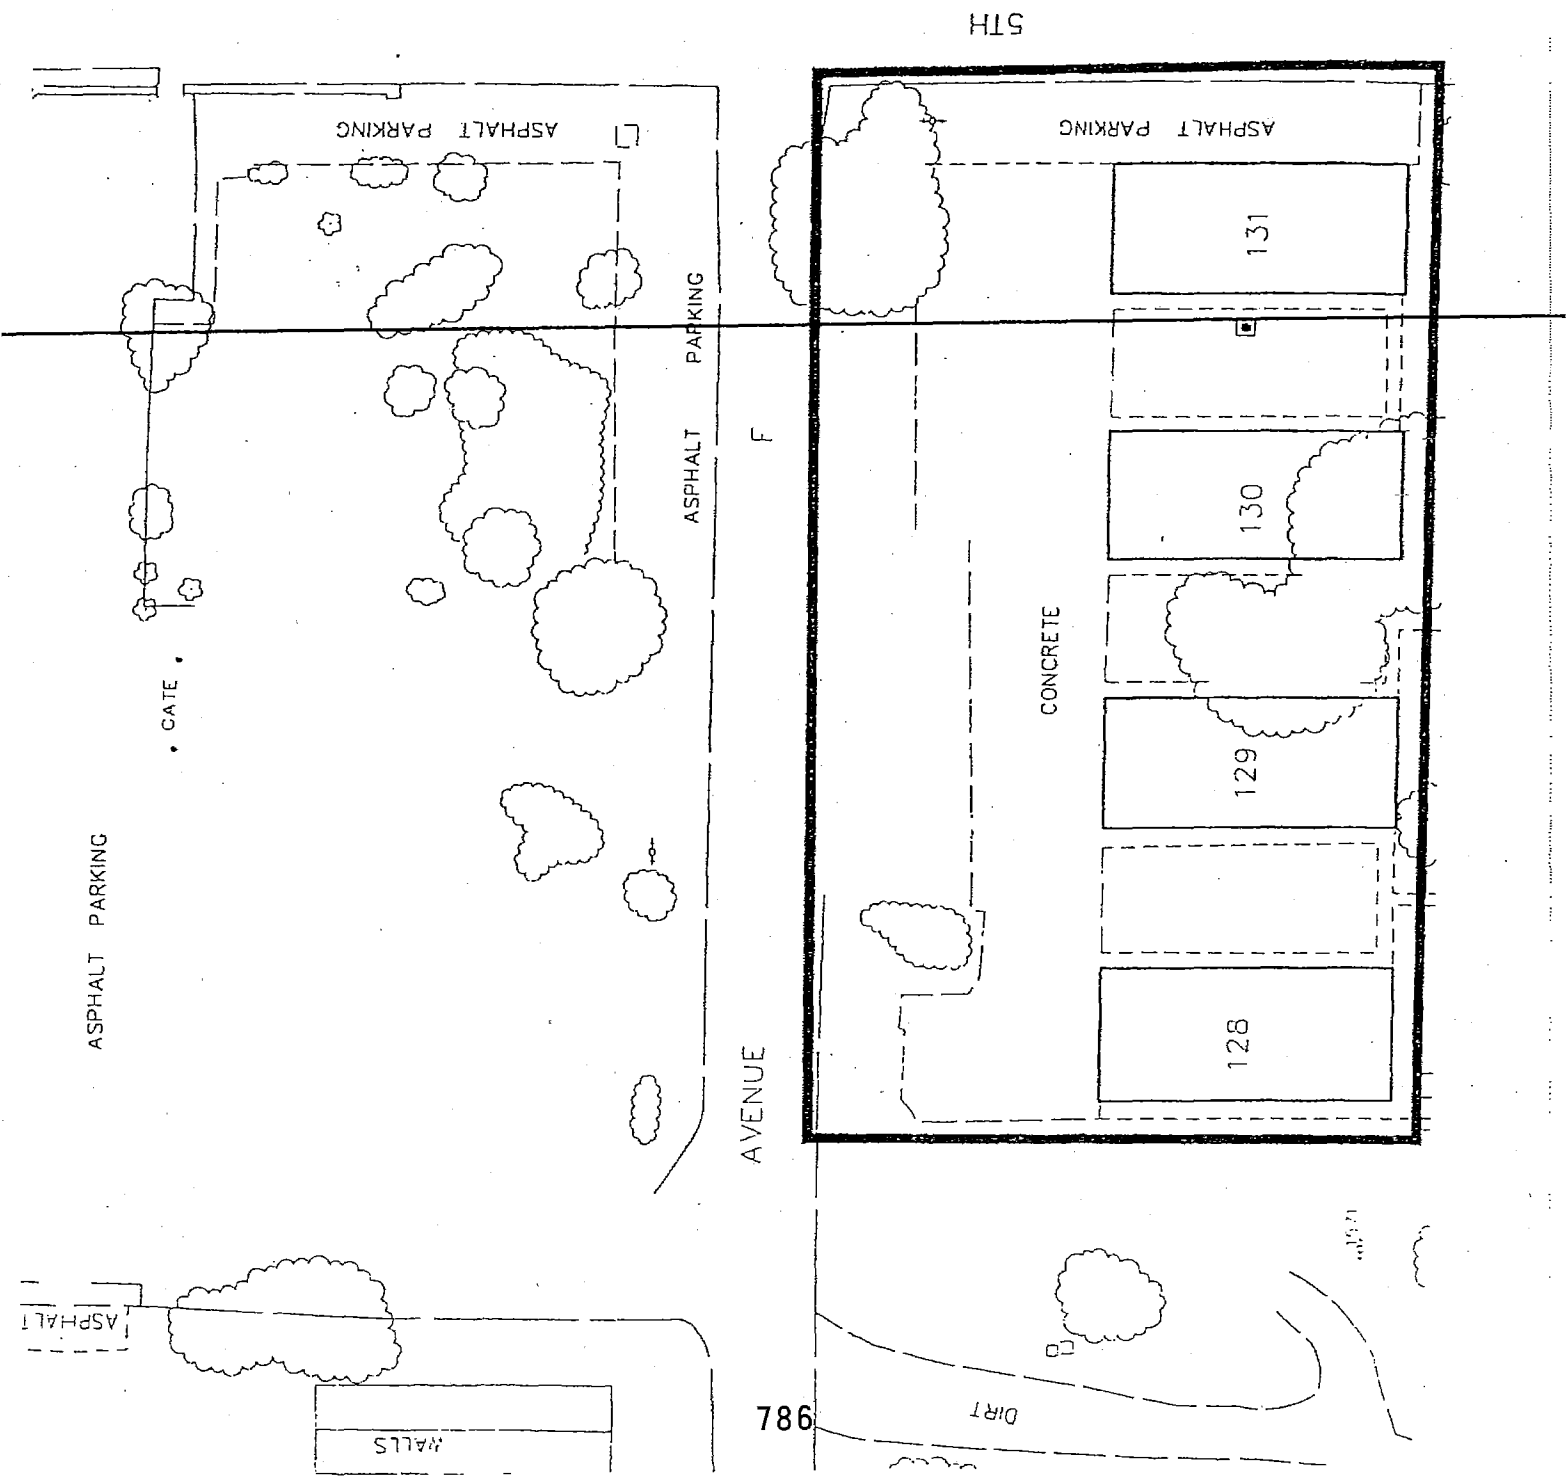 5TH
ASPHALT PARKING
ASPHALT PARKING
131
ASPHALT PARKING
F
130
CONCRETE
GATE
129
ASPHALT PARKING
128
AVENUE
ASPHALT
786
DIRT
WALLS